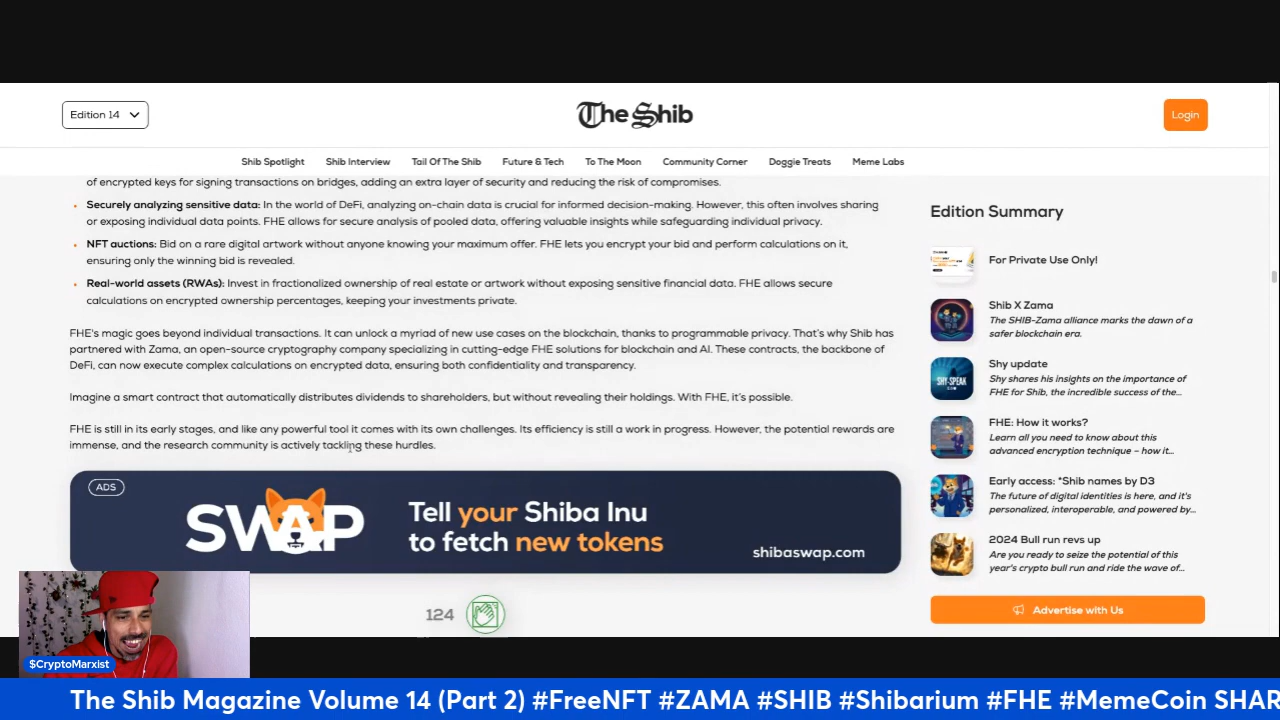 Edition 14
The Shib
Login
Shib Spotlight Shib Interview Tail Of The Shib Future & Tech To The Moon Community Corner Doggie Treats Meme Labs
of encrypted keys for signing transactions on bridges, adding an extra layer of security and reducing the risk of compromises.
Securely analyzing sensitive data: In the world of DeFi, analyzing on-chain data is crucial for informed decision-making. However, this often involves sharing
or exposing individual data points. FHE allows for secure analysis of pooled data, offering valuable insights while safeguarding individual privacy.
NFT auctions: Bid on a rare digital artwork without anyone knowing your maximum offer. FHE lets you encrypt your bid and perform calculations on it,
ensuring only the winning bid is revealed.
Real-world assets (RWAs): Invest in fractionalized ownership of real estate or artwork without exposing sensitive financial data. FHE allows secure
calculations on encrypted ownership percentages, keeping your investments private.
FHE's magic goes beyond individual transactions. It can unlock a myriad of new use cases on the blockchain, thanks to programmable privacy. That's why Shib has
partnered with Zama, an open-source cryptography company specializing in cutting-edge FHE solutions for blockchain and AI. These contracts, the backbone of
DeFi, can now execute complex calculations on encrypted data, ensuring both confidentiality and transparency.
Imagine a smart contract that automatically distributes dividends to shareholders, but without revealing their holdings. With FHE, it's possible.
FHE is still in its early stages, and like any powerful tool it comes with its own challenges. Its efficiency is still a work in progress. However, the potential rewards are
immense, and the research community is actively tackling these hurdles.
ADS
SWAP
Tell your Shiba Inu
to fetch new tokens
shibaswap.com
124
Edition Summary
For Private Use Only!
Shib X Zama
The SHIB-Zama alliance marks the dawn of a
safer blockchain era.
SHY-SPEAK
Shy update
Shy shares his insights on the importance of
FHE for Shib, the incredible success of the...
FHE: How it works?
Learn all you need to know about this
advanced encryption technique – how it...
Early access: *Shib names by D3
The future of digital identities is here, and it's
personalized, interoperable, and powered by...
2024 Bull run revs up
Are you ready to seize the potential of this
year's crypto bull run and ride the wave of...
Advertise with Us
$CryptoMarxist
The Shib Magazine Volume 14 (Part 2) #FreeNFT #ZAMA #SHIB #Shibarium #FHE #MemeCoin SHAR